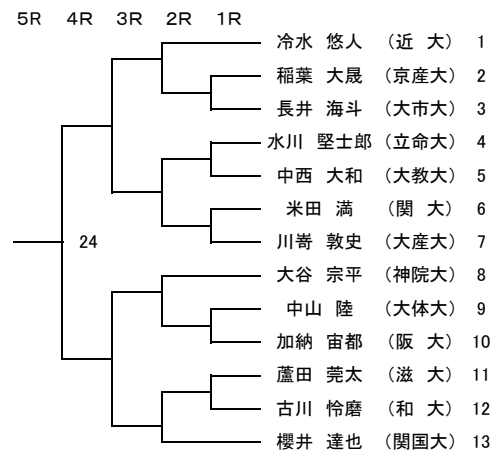 5R 4R 3R 2R 1R
冷水 悠人 (近 大) 1
稲葉 大晟 (京産大) 2
長井 海斗 (大市大) 3
水川 堅士郎 (立命大) 4
中西 大和 (大教大) 5
米田 満 (関 大) 6
24 川嵜 敦史 (大産大) 7
大谷 宗平 (神院大) 8
中山 陸 (大体大) 9
加納 宙都 (阪 大) 10
蘆田 莞太 (滋 大) 11
古川 怜磨 (和 大) 12
櫻井 達也 (関国大) 13